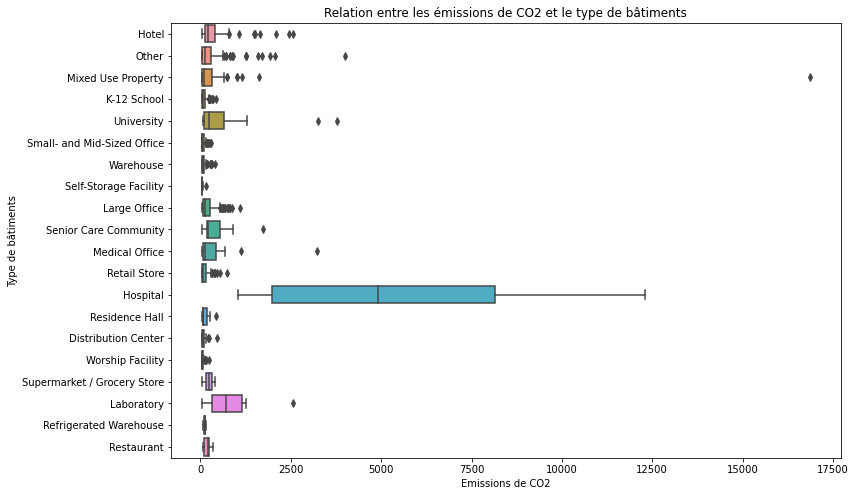 Relation entre les émissions de CO2 et le type de bâtiments
Type de bâtiments
Hotel
Other
Mixed Use Property
K-12 School
University
Small- and Mid-Sized Office
Warehouse
Self-Storage Facility
Large Office
Senior Care Community
Medical Office
Retail Store
Hospital
Residence Hall
Distribution Center
Worship Facility
Supermarket / Grocery Store
Laboratory
Refrigerated Warehouse
Restaurant
0 2500 5000 7500 10000 12500 15000 17500
Emissions de CO2